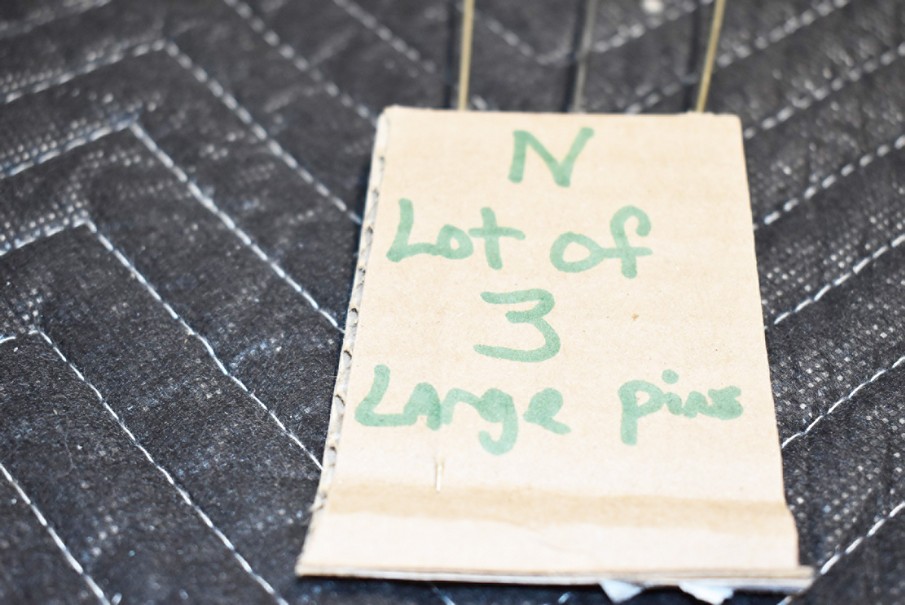 N
Lot of
3
Large pins